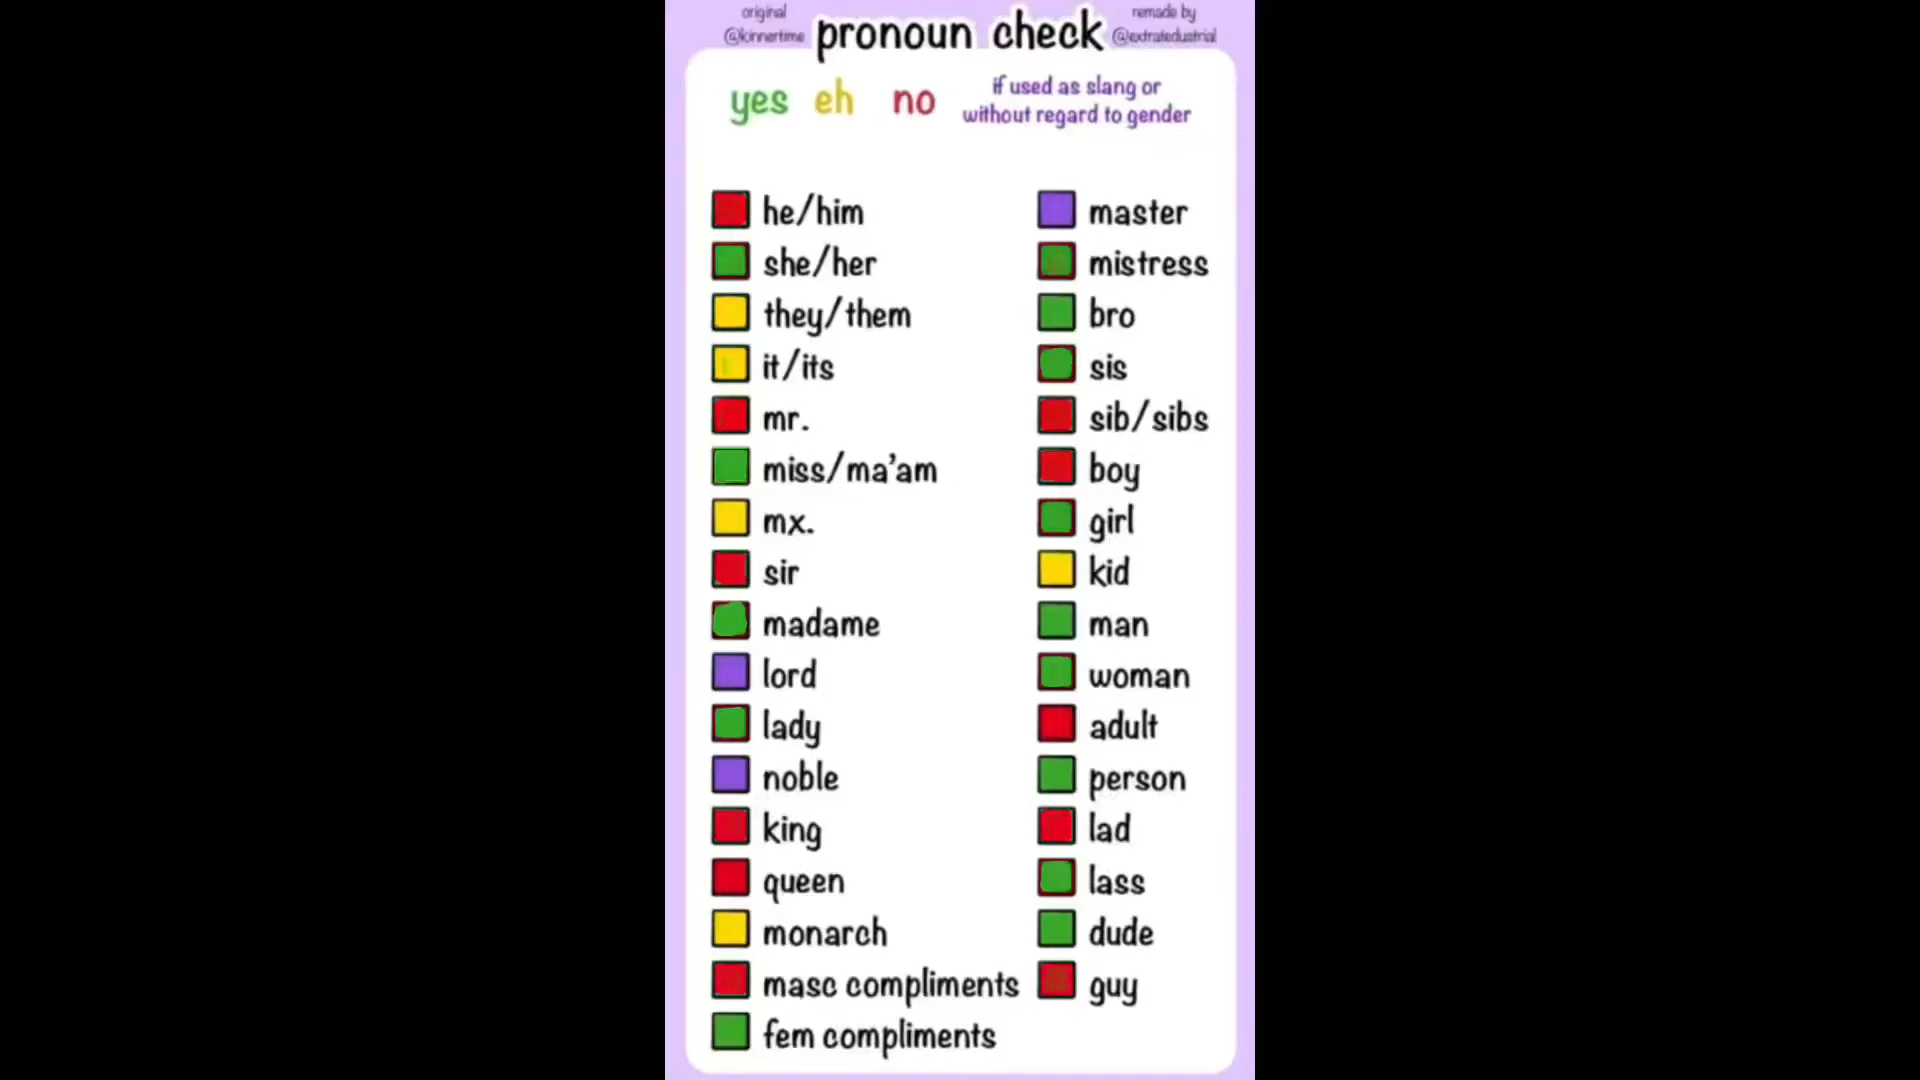 original
@kinnertime
pronoun check
remade by
@extratedustrial
yes eh no
if used as slang or
without regard to gender
he/him
she/her
they/them
it/its
mr.
miss/ma'am
mx.
sir
madame
lord
lady
noble
king
queen
monarch
masc compliments
fem compliments
master
mistress
bro
sis
sib/sibs
boy
girl
kid
man
woman
adult
person
lad
lass
dude
guy